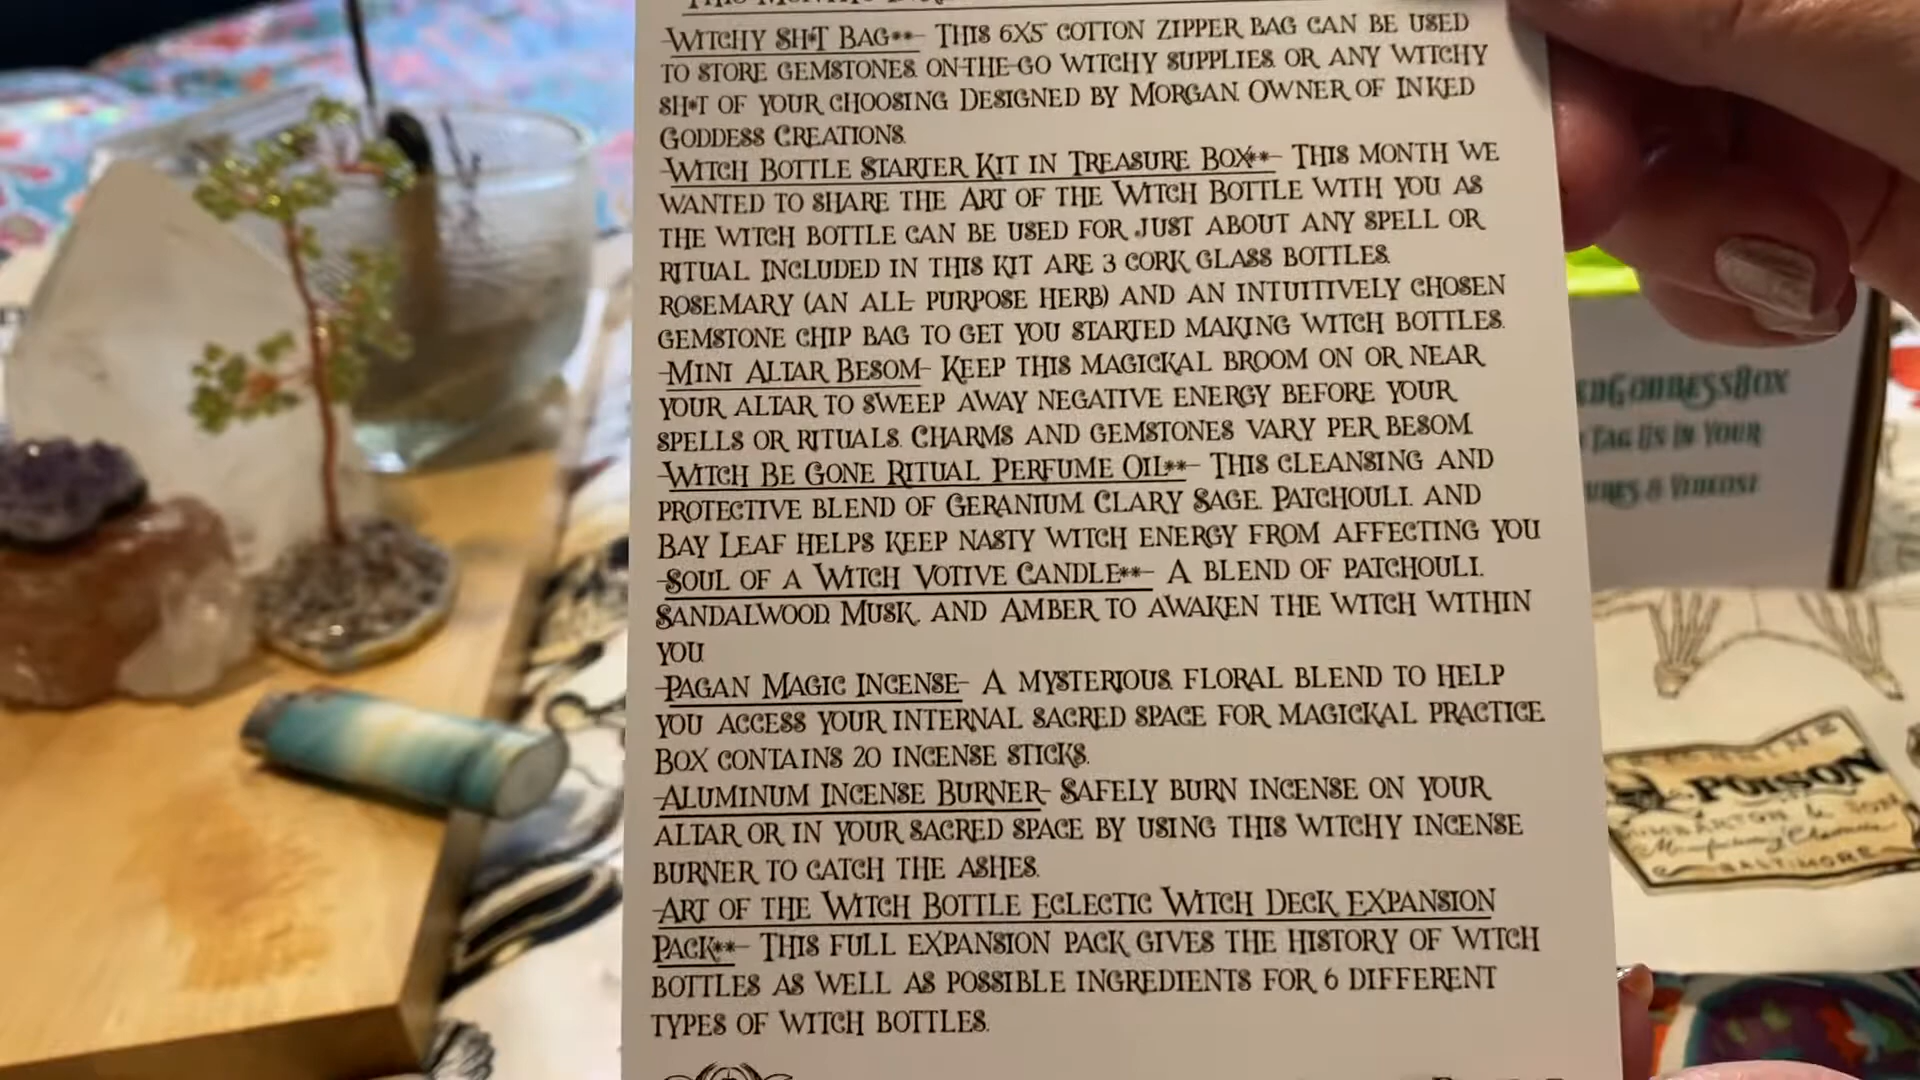 THIS MONTH'S
-WITCHY SH*T BAG**- THIS 6X5 COTTON ZIPPER BAG CAN BE USED
TO STORE GEMSTONES, ON-THE-GO WITCHY SUPPLIES, OR ANY WITCHY
SH*T OF YOUR CHOOSING DESIGNED BY MORGAN, OWNER OF INKED
GODDESS CREATIONS.
-WITCH BOTTLE STARTER KIT IN TREASURE BOX**- THIS MONTH WE
WANTED TO SHARE THE ART OF THE WITCH BOTTLE WITH YOU AS
THE WITCH BOTTLE CAN BE USED FOR JUST ABOUT ANY SPELL OR
RITUAL. INCLUDED IN THIS KIT ARE 3 CORK GLASS BOTTLES,
ROSEMARY (AN ALL- PURPOSE HERB) AND AN INTUITIVELY CHOSEN
GEMSTONE CHIP BAG TO GET YOU STARTED MAKING WITCH BOTTLES.
-MINI ALTAR BESOM- KEEP THIS MAGICKAL BROOM ON OR NEAR
YOUR ALTAR TO SWEEP AWAY NEGATIVE ENERGY BEFORE YOUR
SPELLS OR RITUALS. CHARMS AND GEMSTONES VARY PER BESOM.
-WITCH BE GONE RITUAL PERFUME OIL**- THIS CLEANSING AND
PROTECTIVE BLEND OF GERANIUM, CLARY SAGE, PATCHOULI, AND
BAY LEAF HELPS KEEP NASTY WITCH ENERGY FROM AFFECTING YOU
-SOUL OF A WITCH VOTIVE CANDLE**- A BLEND OF PATCHOULI,
SANDALWOOD, MUSK, AND AMBER TO AWAKEN THE WITCH WITHIN
YOU.
-PAGAN MAGIC INCENSE- A MYSTERIOUS, FLORAL BLEND TO HELP
YOU ACCESS YOUR INTERNAL SACRED SPACE FOR MAGICKAL PRACTICE.
BOX CONTAINS 20 INCENSE STICKS.
-ALUMINUM INCENSE BURNER- SAFELY BURN INCENSE ON YOUR
ALTAR OR IN YOUR SACRED SPACE BY USING THIS WITCHY INCENSE
BURNER TO CATCH THE ASHES.
-ART OF THE WITCH BOTTLE ECLECTIC WITCH DECK EXPANSION
PACK**- THIS FULL EXPANSION PACK GIVES THE HISTORY OF WITCH
BOTTLES AS WELL AS POSSIBLE INGREDIENTS FOR 6 DIFFERENT
TYPES OF WITCH BOTTLES.
TAG US IN YOUR
POISON
BALTIMORE